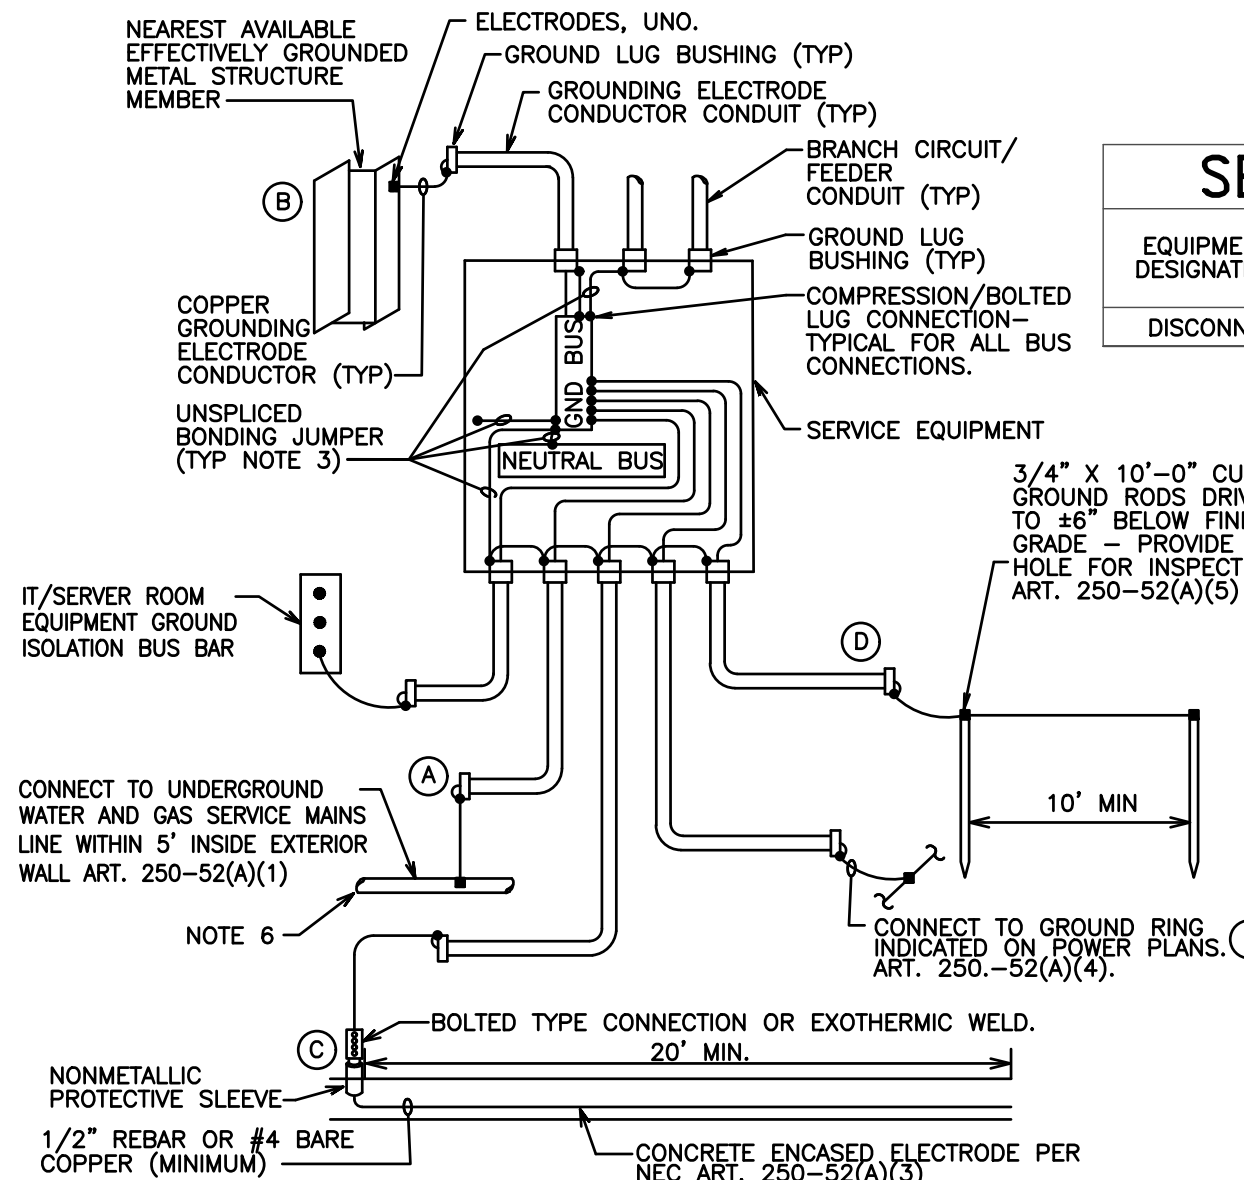 NEAREST AVAILABLE
EFFECTIVELY GROUNDED
METAL STRUCTURE
MEMBER
ELECTRODES, UNO.
GROUND LUG BUSHING (TYP)
GROUNDING ELECTRODE
CONDUCTOR CONDUIT (TYP)
BRANCH CIRCUIT/
FEEDER
CONDUIT (TYP)
GROUND LUG
BUSHING (TYP)
COMPRESSION/BOLTED
LUG CONNECTION–
TYPICAL FOR ALL BUS
CONNECTIONS.
SERVICE EQUIPMENT
B
COPPER
GROUNDING
ELECTRODE
CONDUCTOR (TYP)
UNSPLICED
BONDING JUMPER
(TYP NOTE 3)
GND BUS
NEUTRAL BUS
3/4" X 10'–0" CU
GROUND RODS
TO ±6" BELOW
GRADE – PROVIDE
HOLE FOR
ART. 250–52(A)(5)
IT/SERVER ROOM
EQUIPMENT GROUND
ISOLATION BUS BAR
D
10' MIN
A
CONNECT TO UNDERGROUND
WATER AND GAS SERVICE MAINS
LINE WITHIN 5' INSIDE EXTERIOR
WALL ART. 250–52(A)(1)
NOTE 6
CONNECT TO GROUND RING
INDICATED ON POWER PLANS.
ART. 250.–52(A)(4).
C
BOLTED TYPE CONNECTION OR EXOTHERMIC WELD.
20' MIN.
NONMETALLIC
PROTECTIVE SLEEVE
1/2" REBAR OR #4 BARE
COPPER (MINIMUM)
CONCRETE ENCASED ELECTRODE PER
NEC ART. 250–52(A)(3)